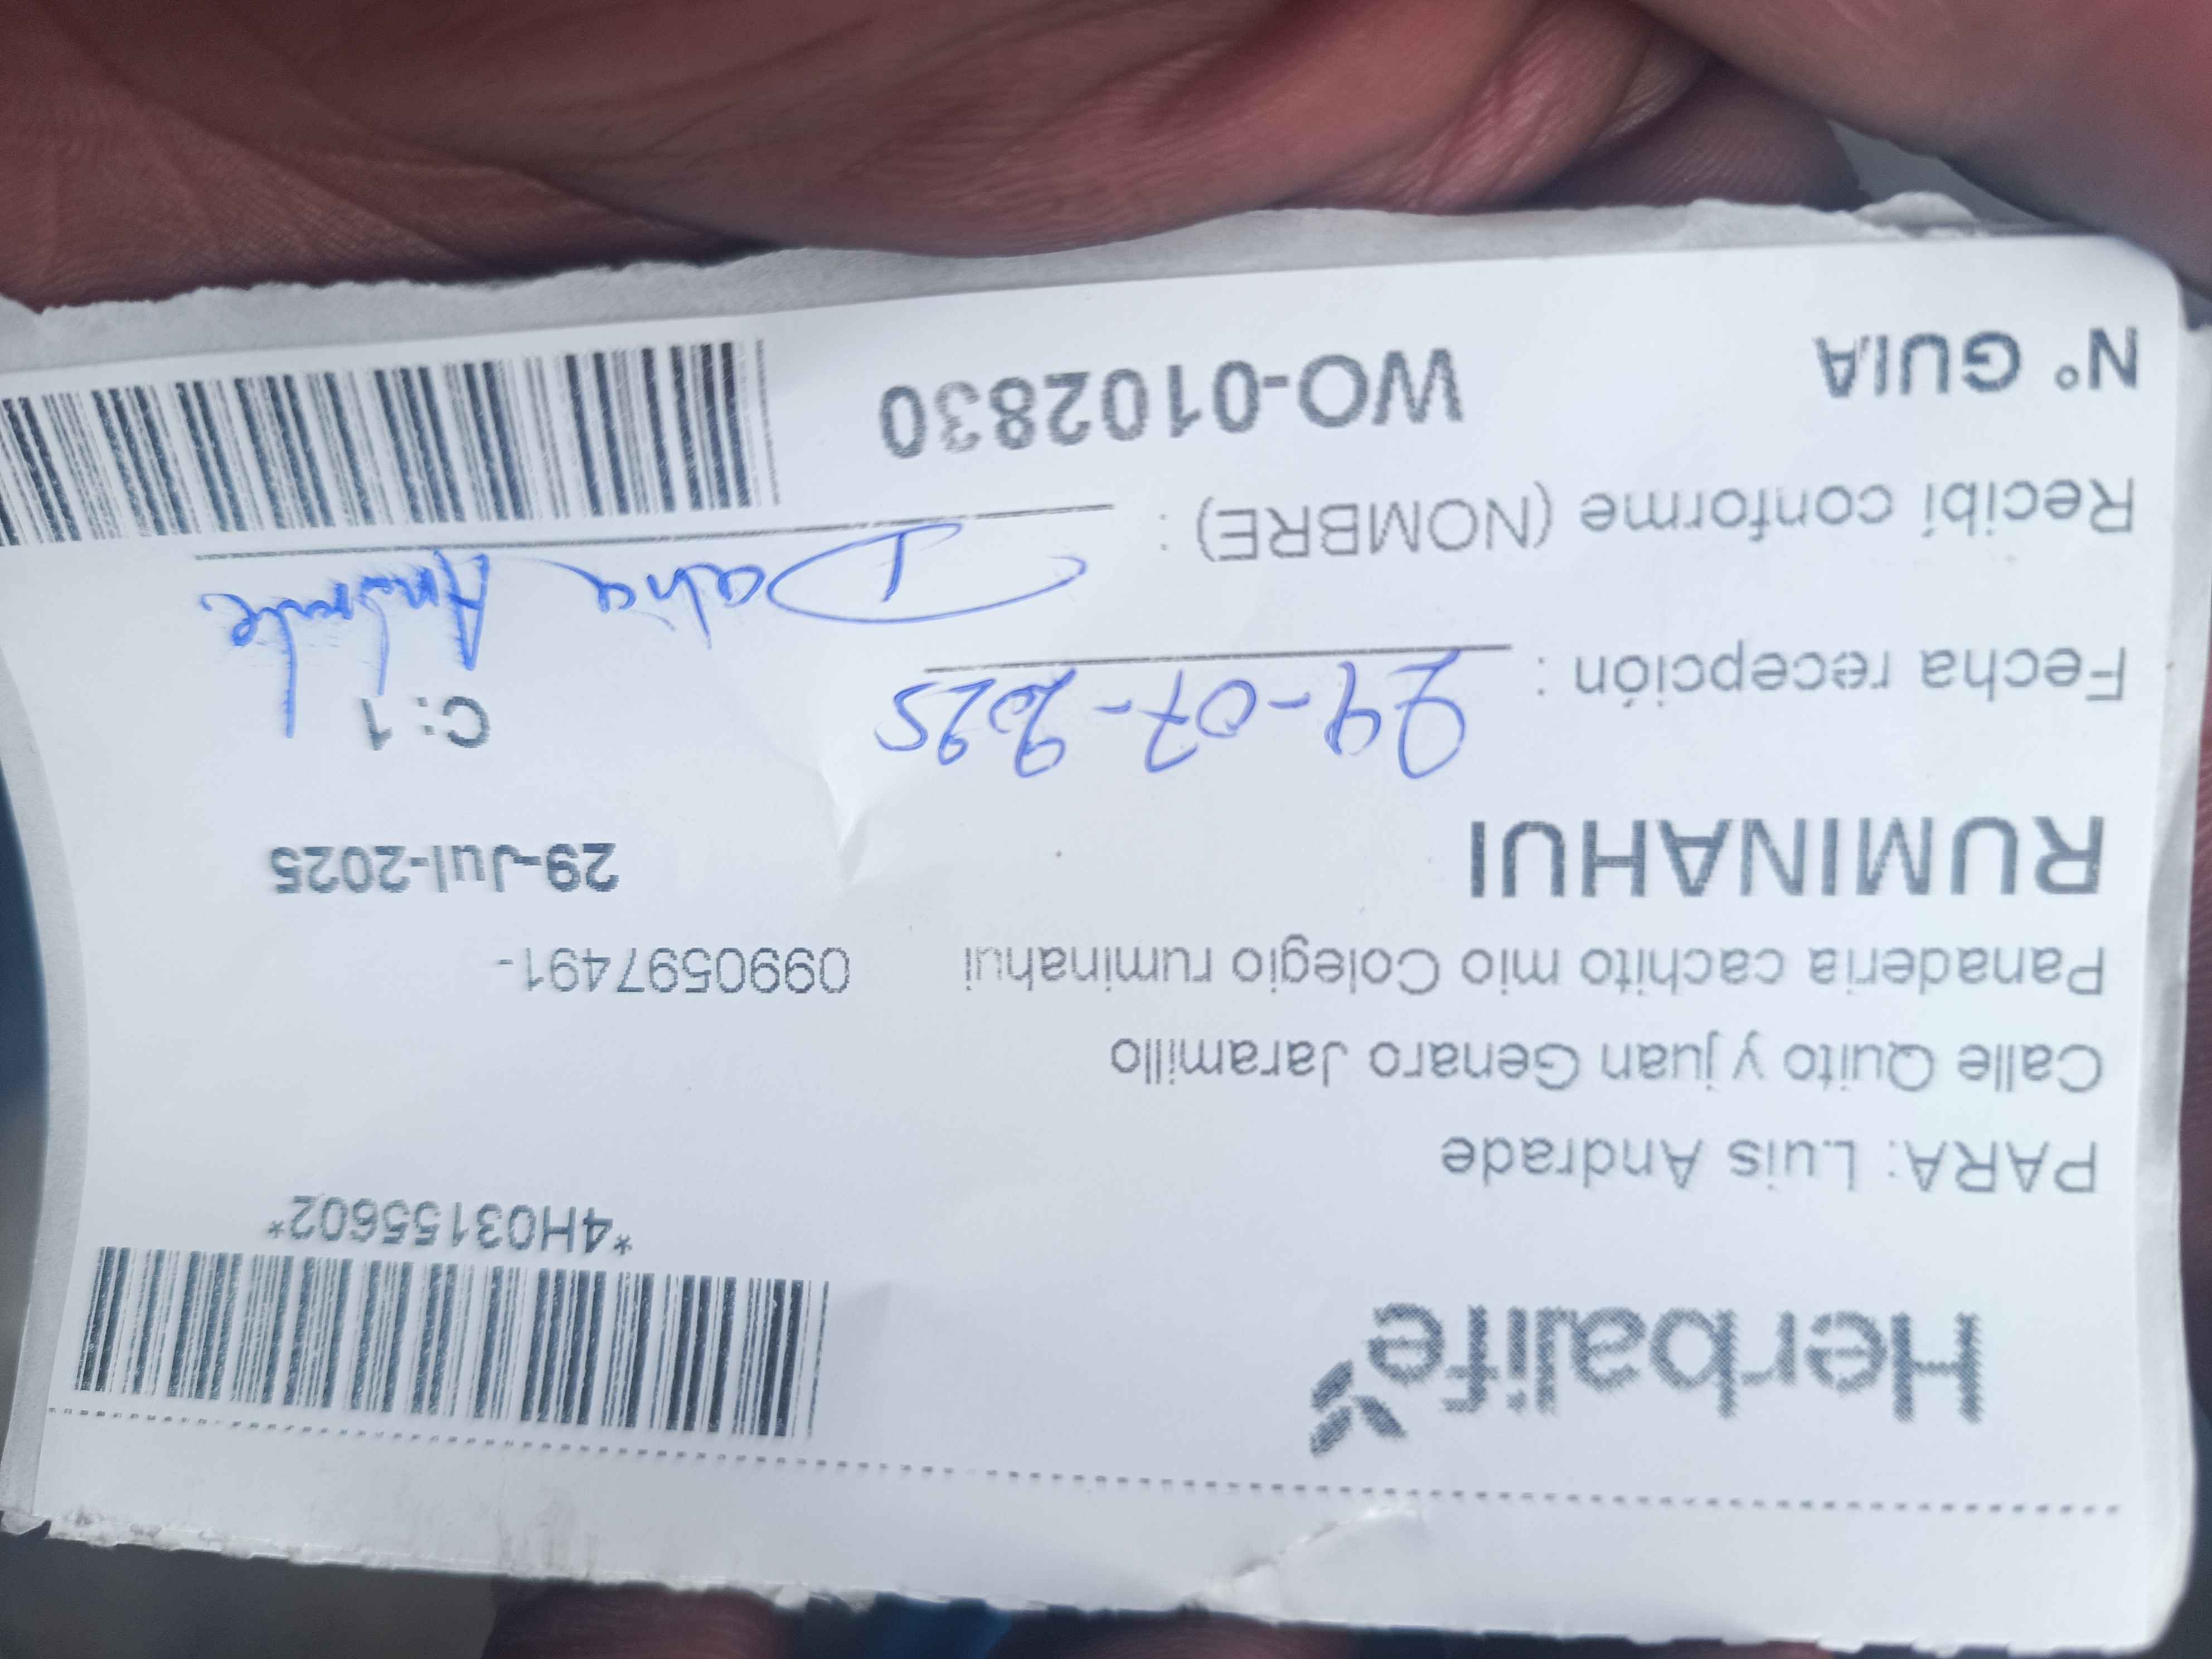 Herbalife
*4H03155602*
PARA: Luis Andrade
Calle Quito y juan Genaro Jaramillo
Panaderia cachito mio Colegio ruminahui 0990597491-
RUMINAHUI 29-Jul-2025
Fecha recepción : 29-07-2025 C: 1
Recibí conforme (NOMBRE) : Andrade
N° GUIA WO-0102830